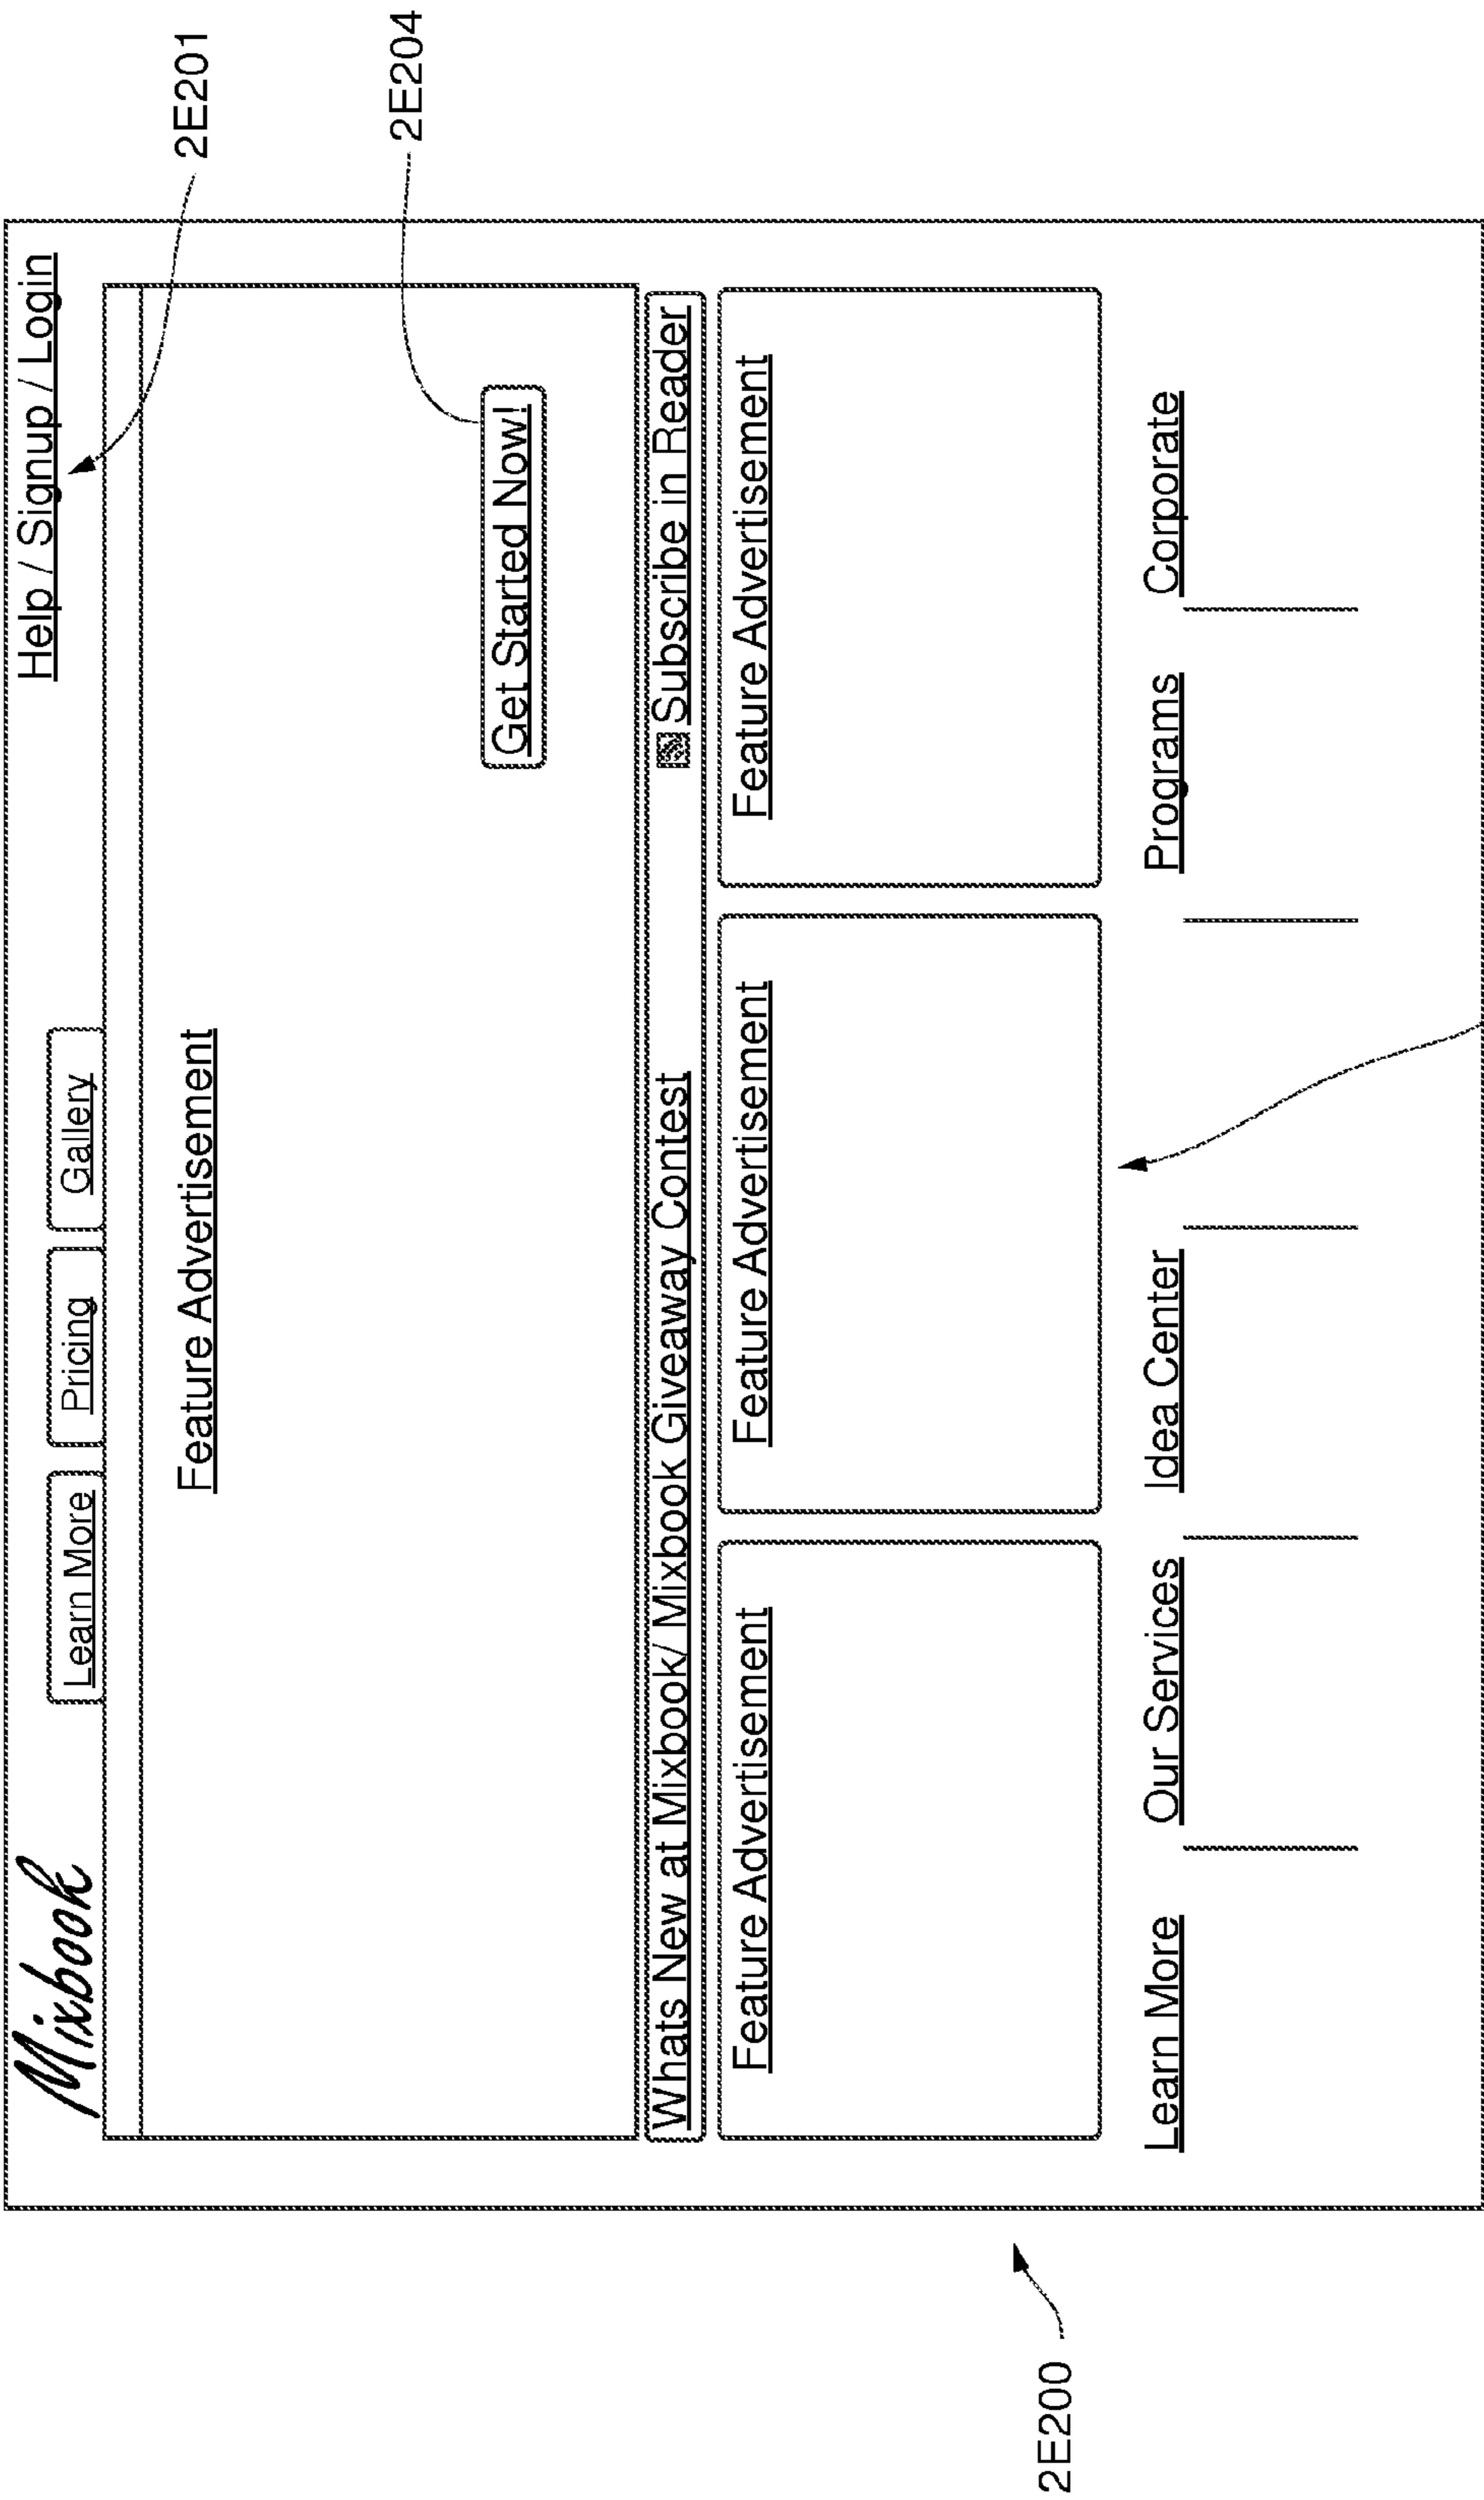 2E201
2E204
Mixbook
Help / Signup / Login
Learn More Pricing Gallery
Feature Advertisement
Get Started Now!
Whats New at Mixbook/ Mixbook Giveaway Contest Subscribe in Reader
Feature Advertisement Feature Advertisement Feature Advertisement
Learn More Our Services Idea Center Programs Corporate
2E200